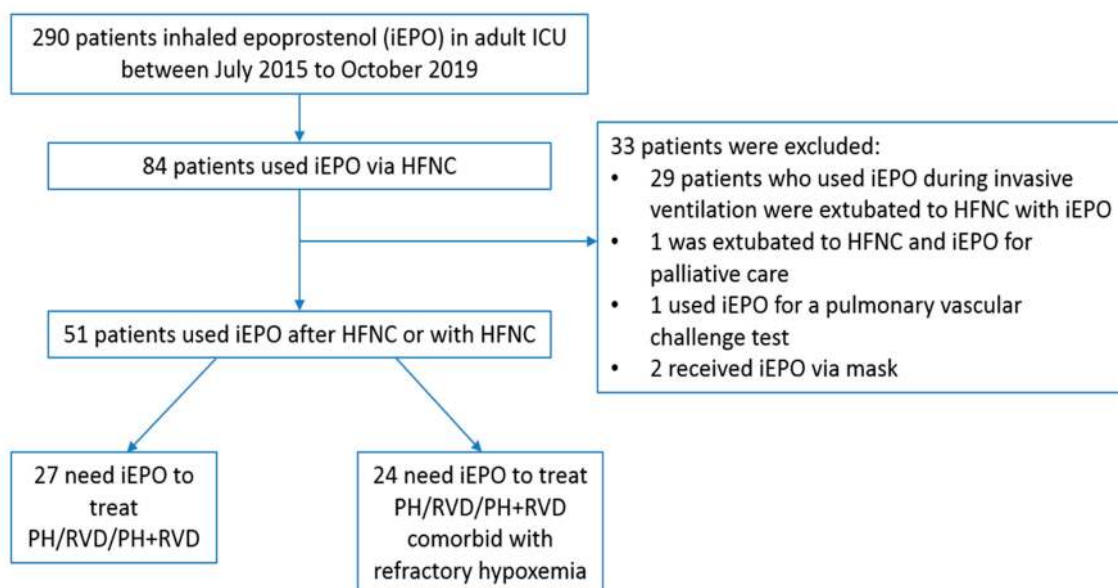 290 patients inhaled epoprostenol (iEPO) in adult ICU
between July 2015 to October 2019
84 patients used iEPO via HFNC
33 patients were excluded:
• 29 patients who used iEPO during invasive
ventilation were extubated to HFNC with iEPO
• 1 was extubated to HFNC and iEPO for
palliative care
• 1 used iEPO for a pulmonary vascular
challenge test
• 2 received iEPO via mask
51 patients used iEPO after HFNC or with HFNC
27 need iEPO to
treat
PH/RVD/PH+RVD
24 need iEPO to treat
PH/RVD/PH+RVD
comorbid with
refractory hypoxemia